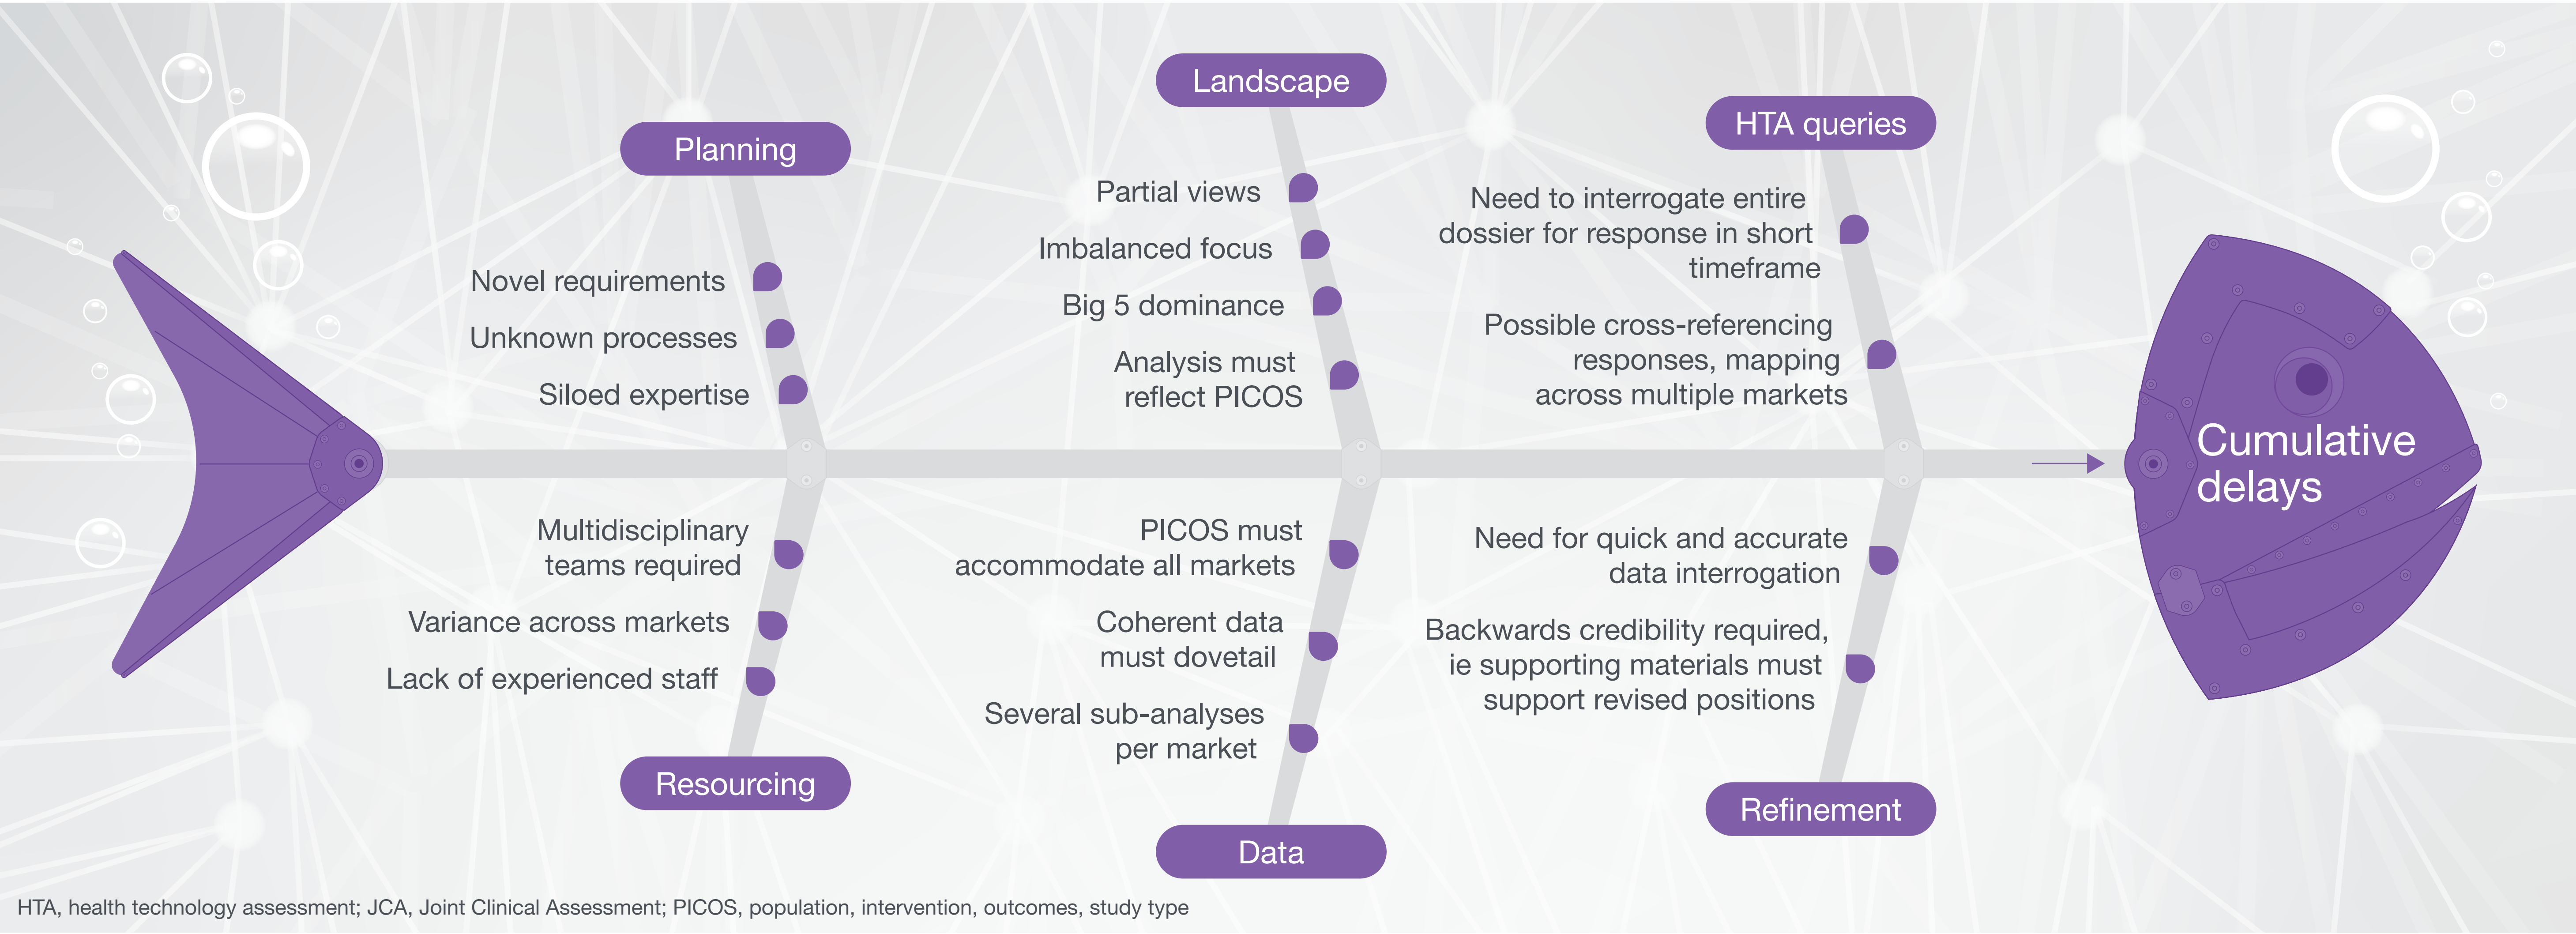 Planning
Novel requirements
Unknown processes
Siloed expertise
Landscape
Partial views
Imbalanced focus
Big 5 dominance
Analysis must
reflect PICOS
HTA queries
Need to interrogate entire
dossier for response in short
timeframe
Possible cross-referencing
responses, mapping
across multiple markets
Cumulative
delays
Multidisciplinary
teams required
Variance across markets
Lack of experienced staff
Resourcing
PICOS must
accommodate all markets
Coherent data
must dovetail
Several sub-analyses
per market
Data
Need for quick and accurate
data interrogation
Backwards credibility required,
ie supporting materials must
support revised positions
Refinement
HTA, health technology assessment; JCA, Joint Clinical Assessment; PICOS, population, intervention, outcomes, study type